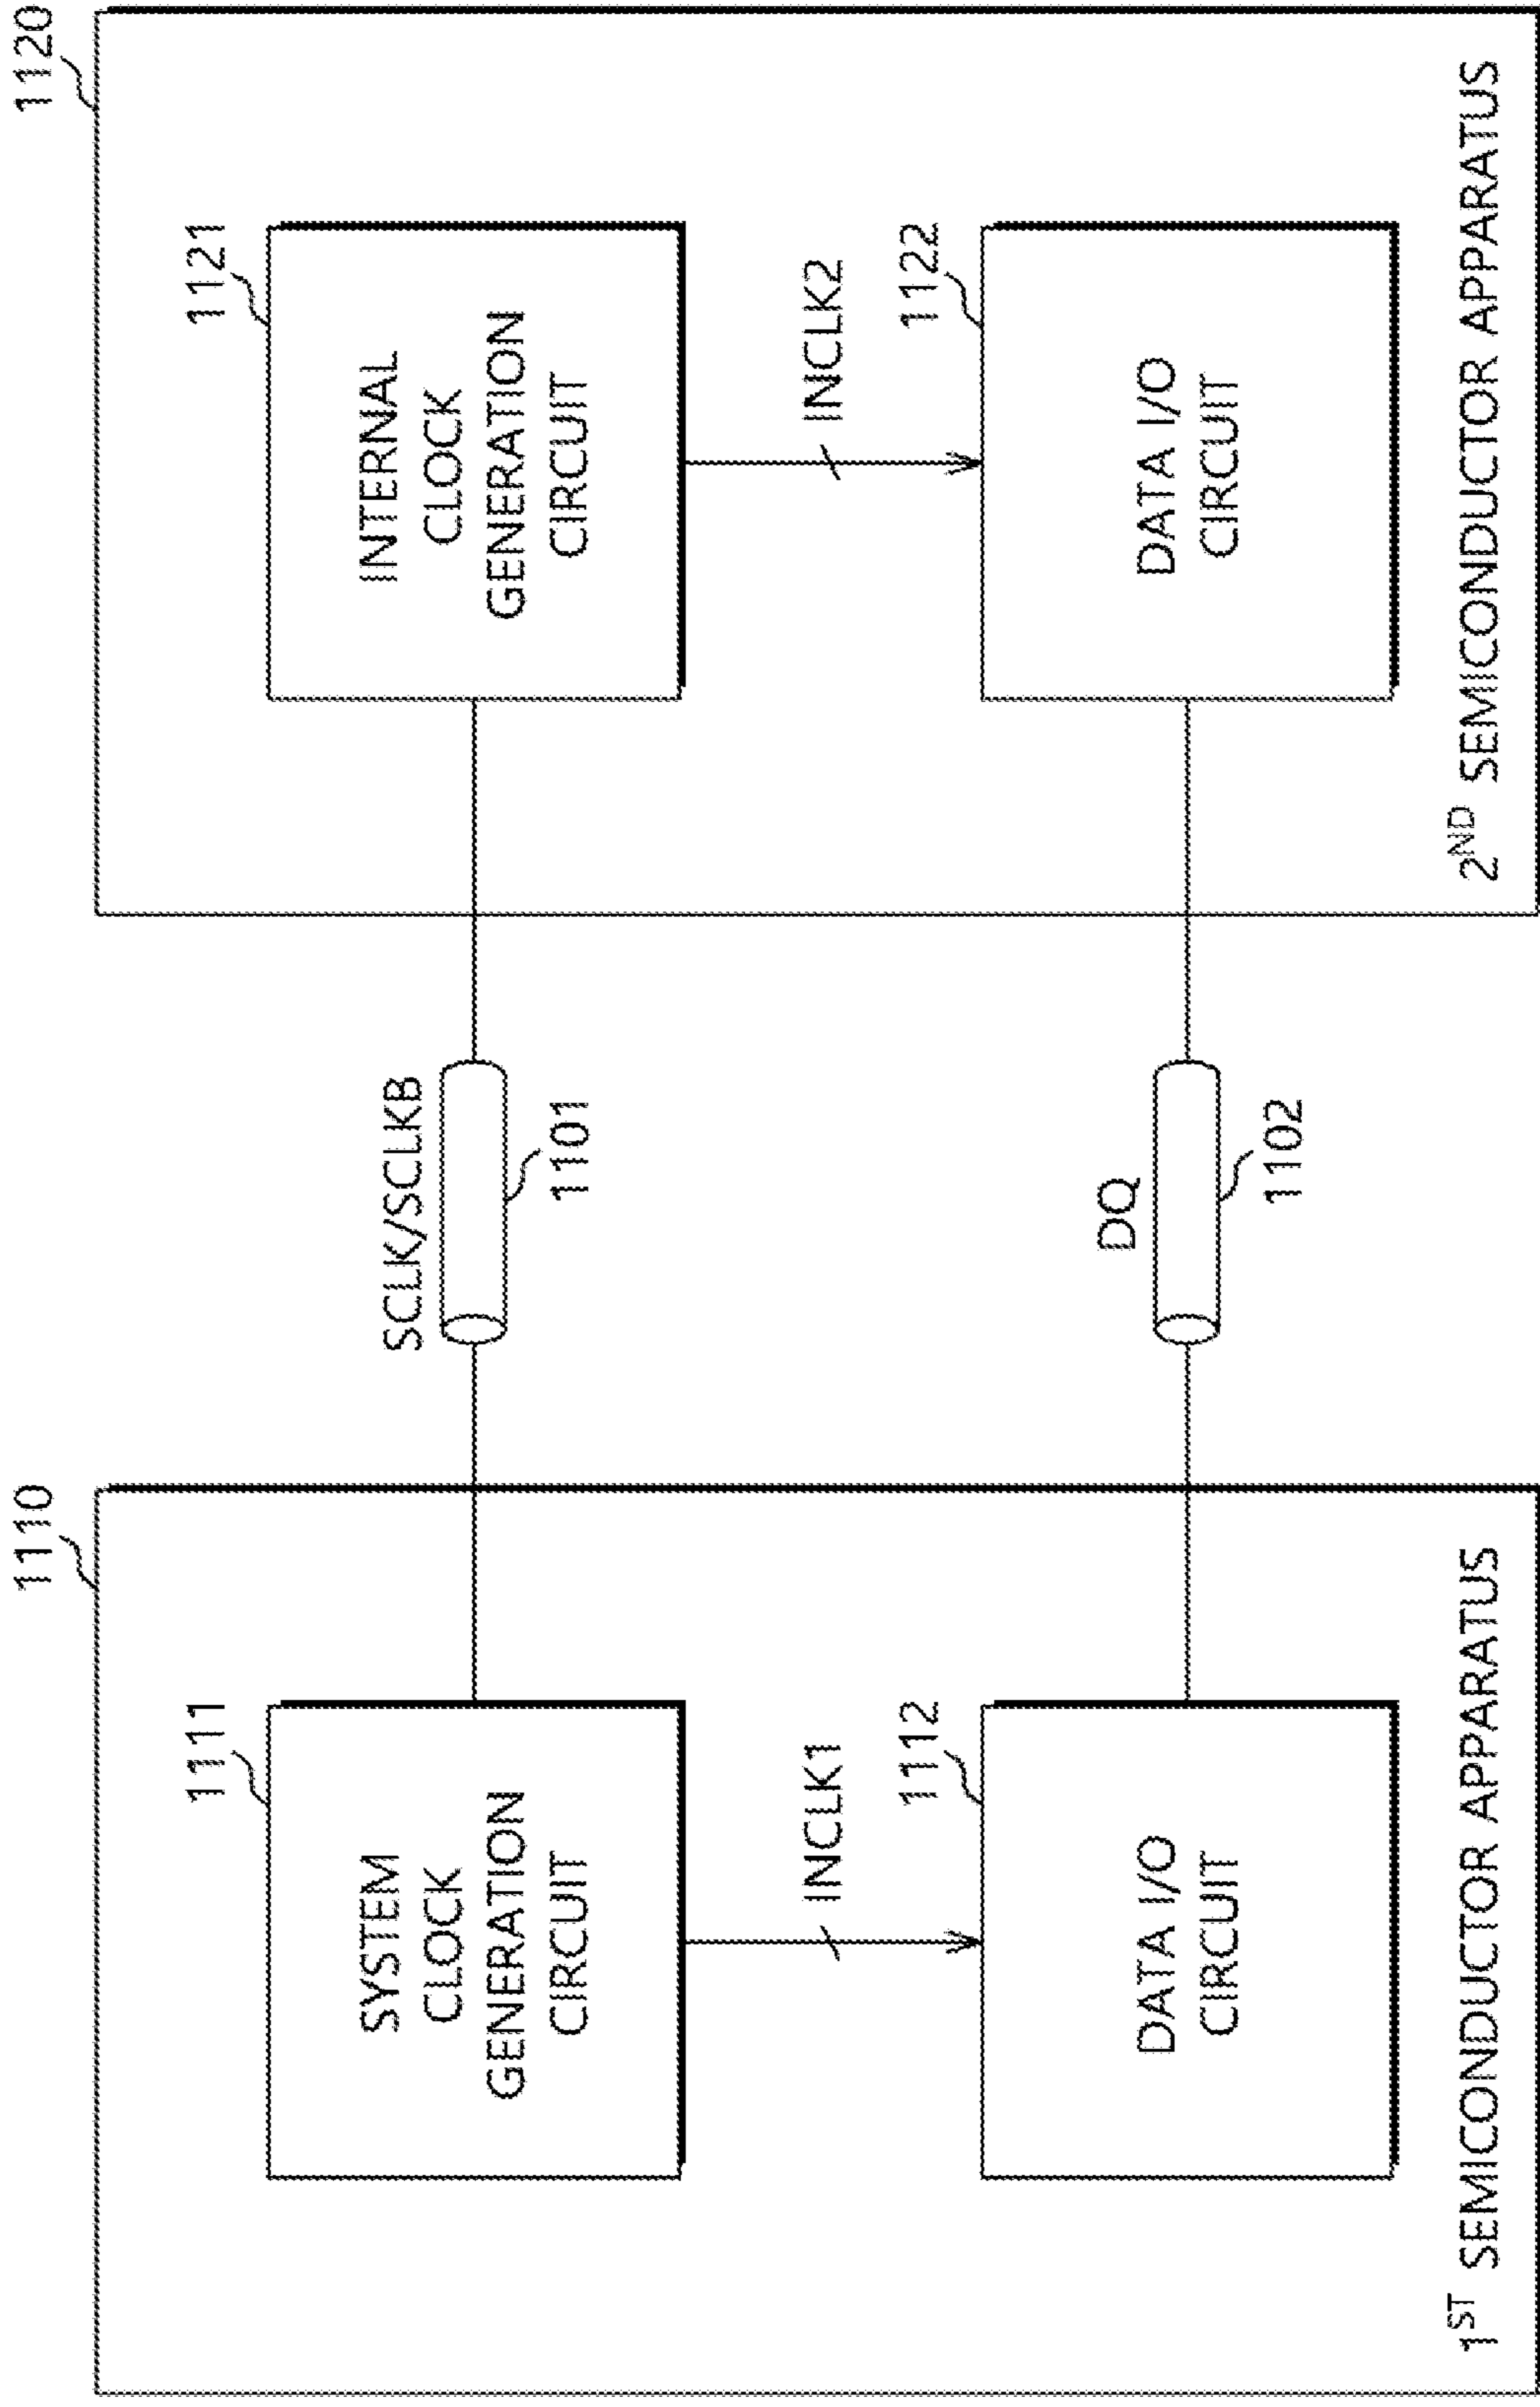 1110
1111
SYSTEM
CLOCK
GENERATION
CIRCUIT
INCLK1
1112
DATA I/O
CIRCUIT
1ST SEMICONDUCTOR APPARATUS
SCLK/SCLKB
1101
DQ
1102
1120
1121
INTERNAL
CLOCK
GENERATION
CIRCUIT
INCLK2
1122
DATA I/O
CIRCUIT
2ND SEMICONDUCTOR APPARATUS